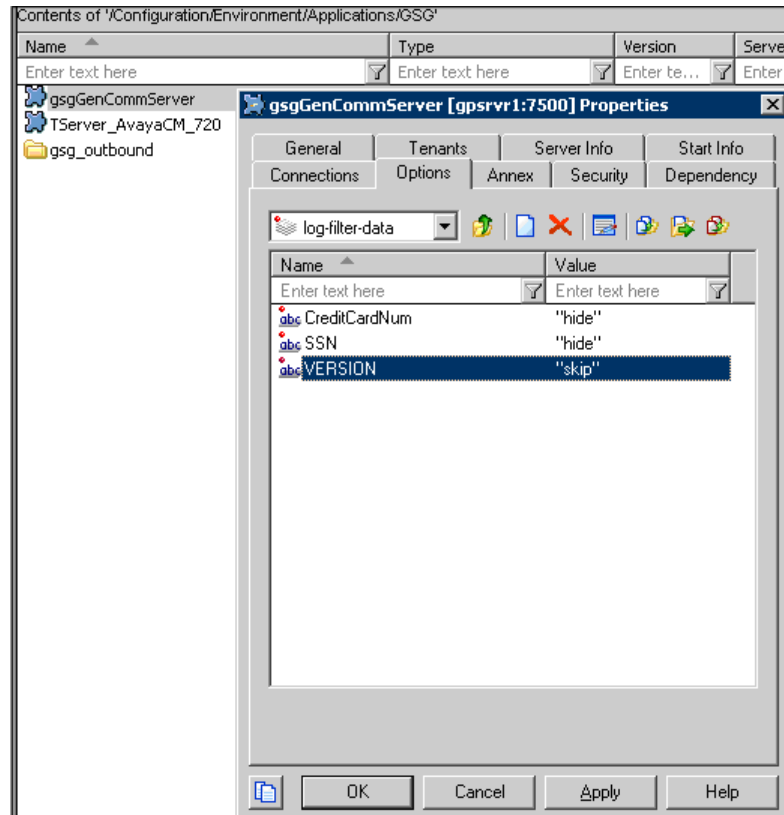 Contents of '/Configuration/Environment/Applications/GSG'
Name Type Version Serve
Enter text here Enter text here Enter te... Enter
gsgGenCommServer
TServer_AvayaCM_720
gsg_outbound
gsgGenCommServer [gpsrvr1:7500] Properties
General Tenants Server Info Start Info
Connections Options Annex Security Dependency
log-filter-data
Name Value
Enter text here Enter text here
abc CreditCardNum "hide"
abc SSN "hide"
abc VERSION "skip"
OK Cancel Apply Help